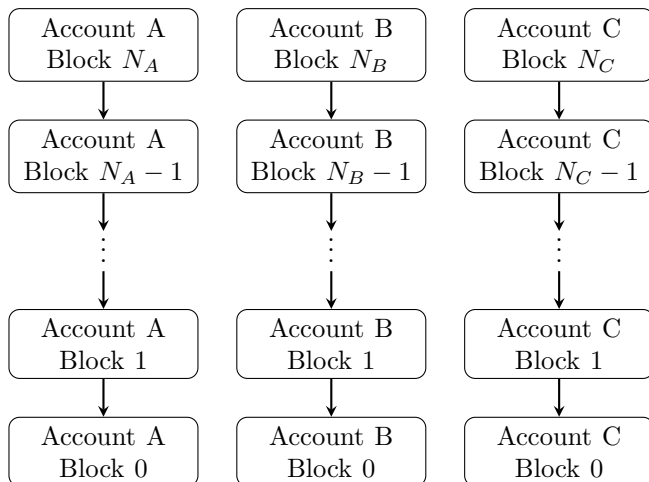 Account A
Block N_A
Account B
Block N_B
Account C
Block N_C
Account A
Block N_A − 1
Account B
Block N_B − 1
Account C
Block N_C − 1
Account A
Block 1
Account B
Block 1
Account C
Block 1
Account A
Block 0
Account B
Block 0
Account C
Block 0